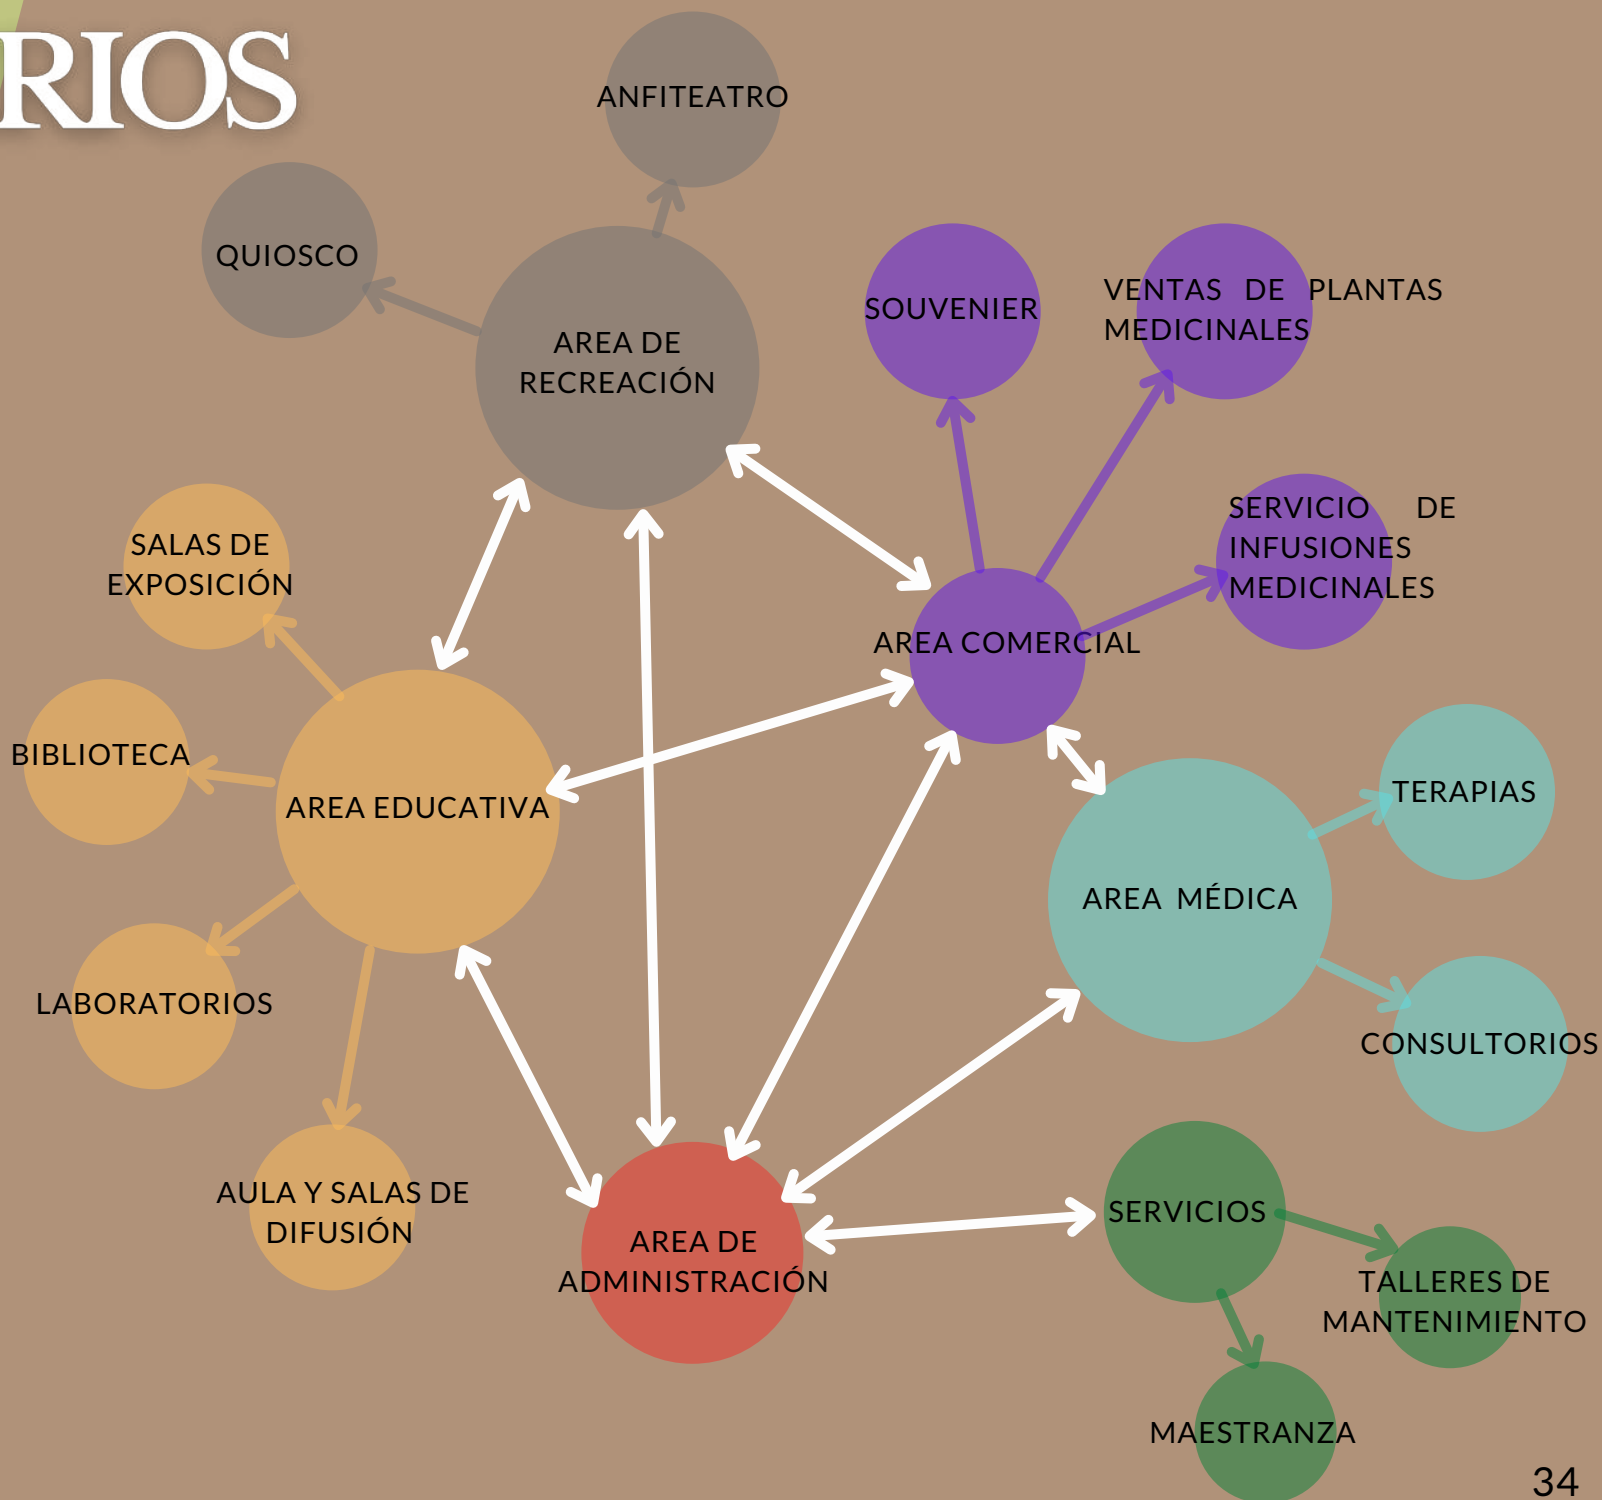 RIOS
ANFITEATRO
QUIOSCO
AREA DE
RECREACIÓN
SOUVENIER
VENTAS DE PLANTAS
MEDICINALES
SERVICIO DE
INFUSIONES
MEDICINALES
SALAS DE
EXPOSICIÓN
AREA COMERCIAL
BIBLIOTECA
AREA EDUCATIVA
TERAPIAS
AREA MÉDICA
LABORATORIOS
CONSULTORIOS
AULA Y SALAS DE
DIFUSIÓN
AREA DE
ADMINISTRACIÓN
SERVICIOS
TALLERES DE
MANTENIMIENTO
MAESTRANZA
34